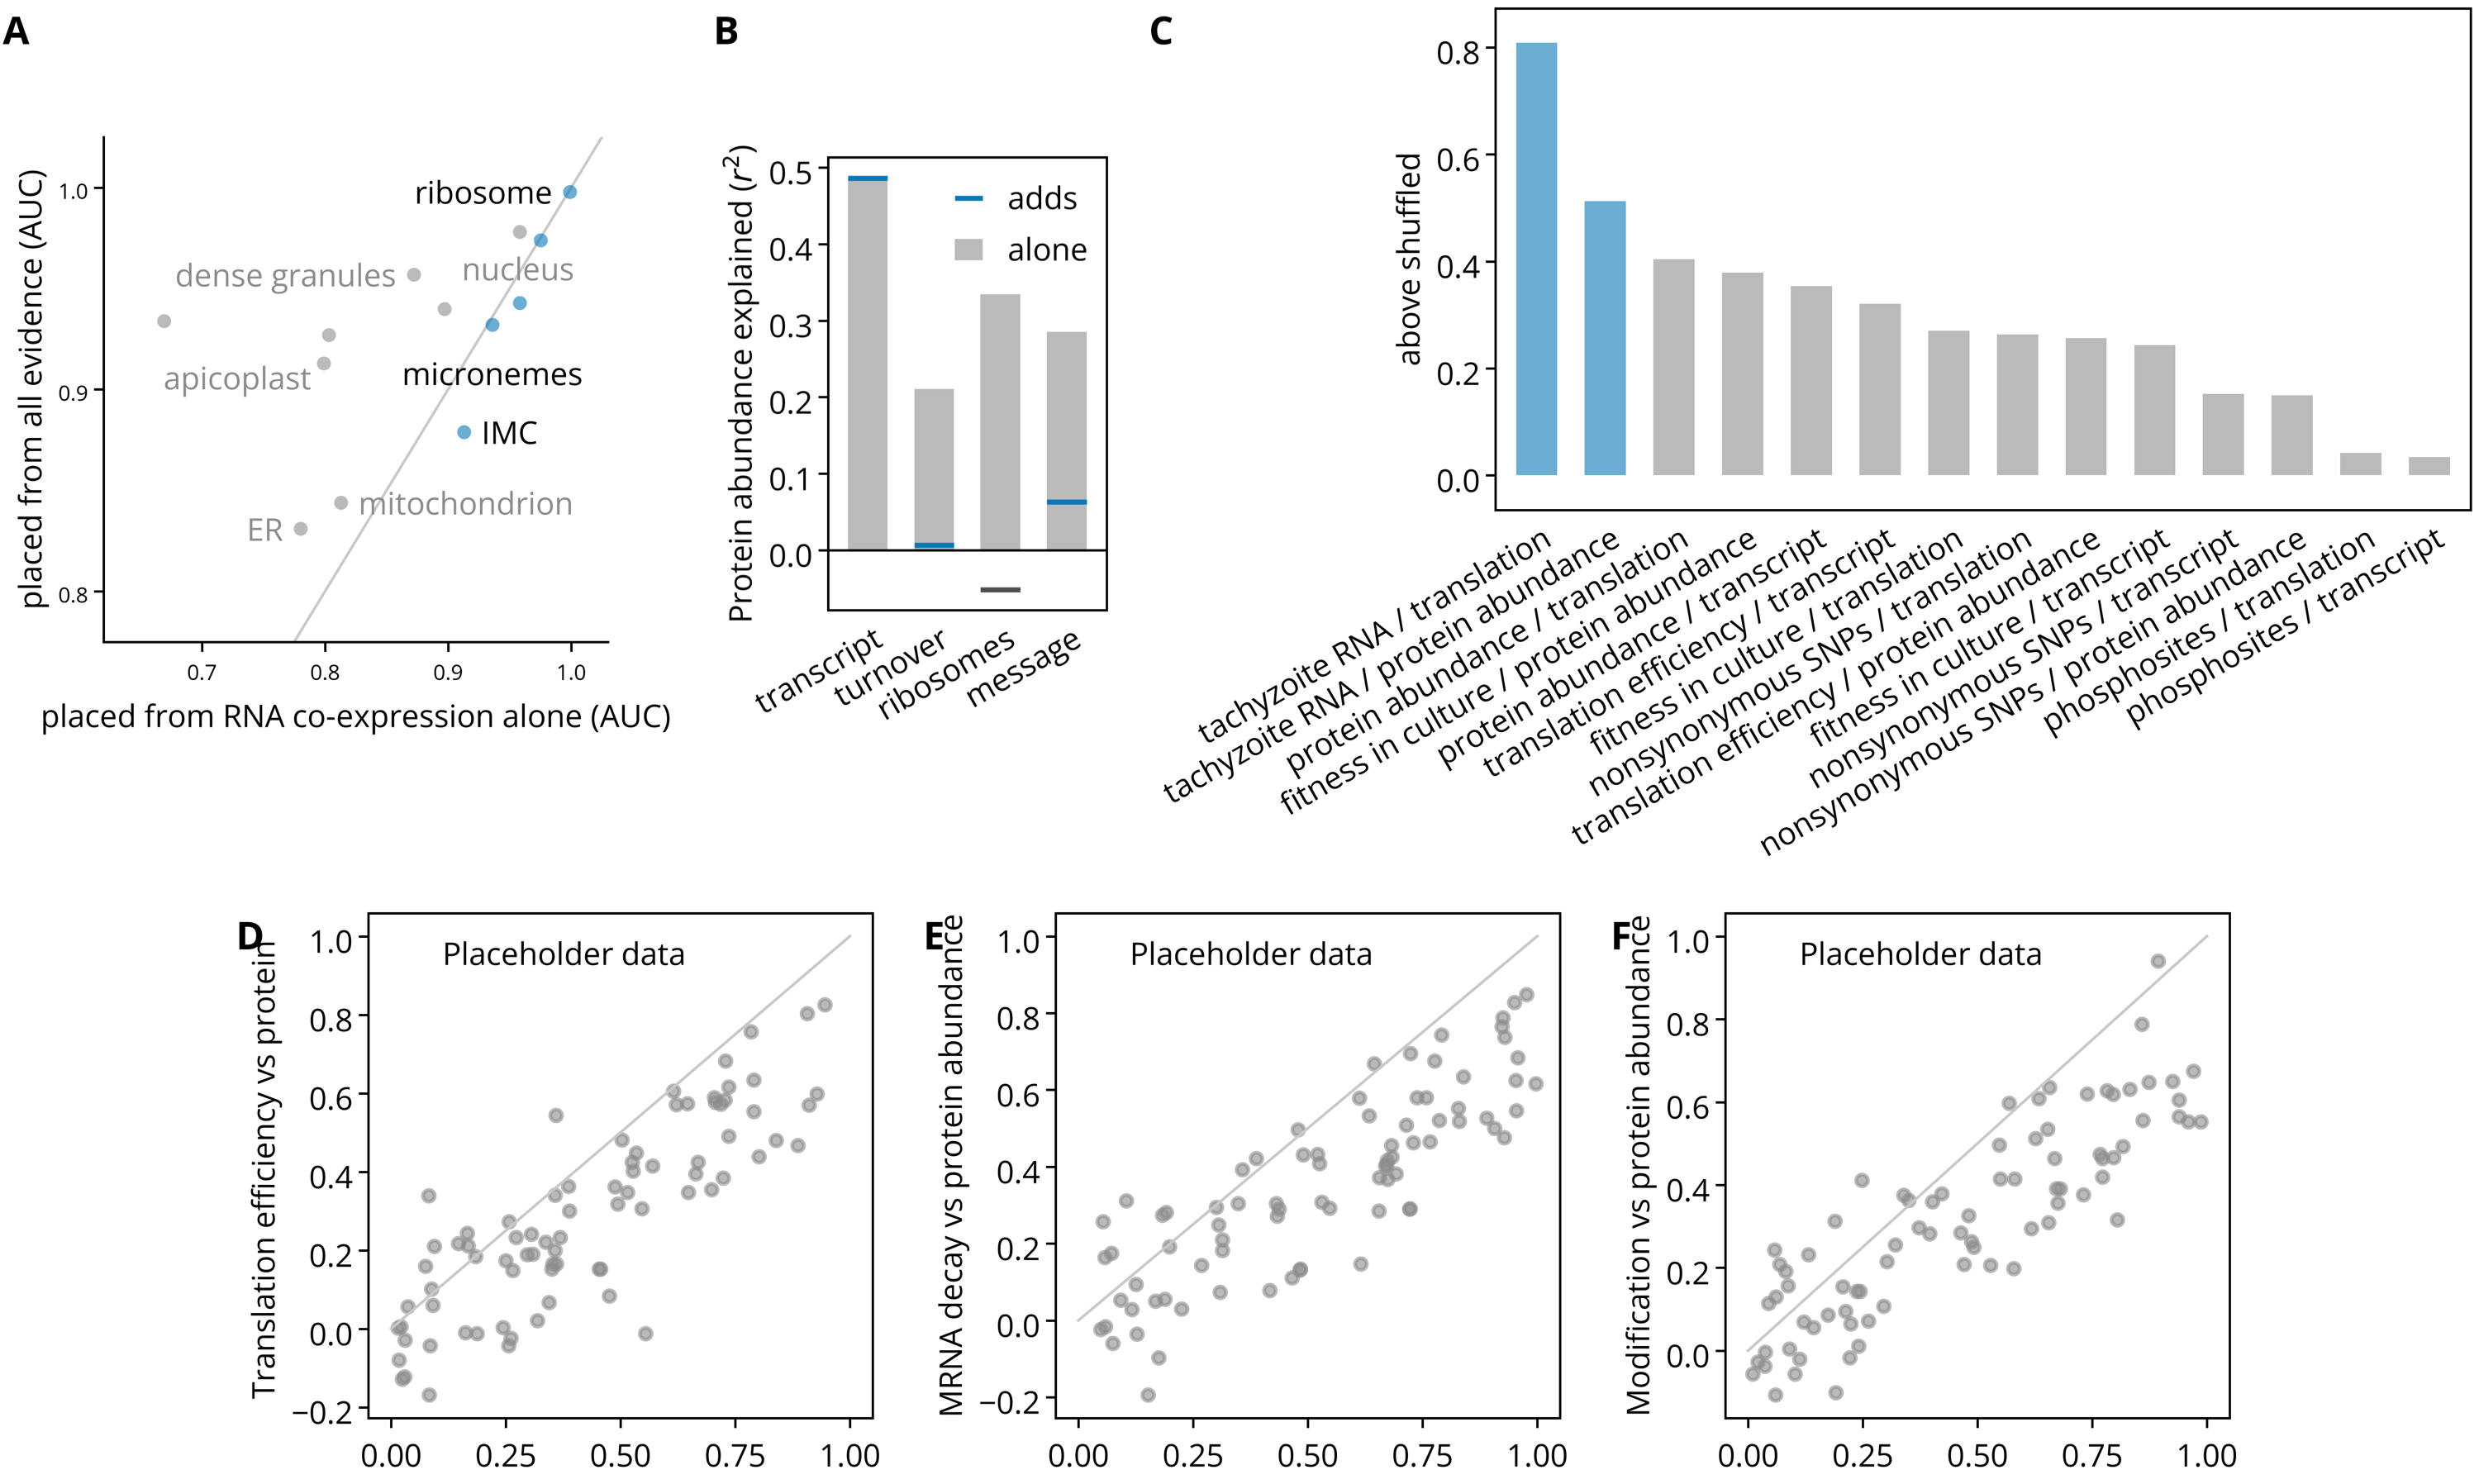 A
placed from all evidence (AUC)
1.0
0.9
0.8
ribosome
nucleus
dense granules
apicoplast
micronemes
IMC
mitochondrion
ER
0.7
0.8
0.9
1.0
placed from RNA co-expression alone (AUC)
B
Protein abundance explained (r²)
0.5
0.4
0.3
0.2
0.1
0.0
adds
alone
transcript
turnover
ribosomes
message
C
above shuffled
0.8
0.6
0.4
0.2
0.0
tachyzoite RNA / translation
tachyzoite RNA / protein abundance
protein abundance / translation
fitness in culture / protein abundance
protein abundance / transcript
translation efficiency / transcript
fitness in culture / translation
nonsynonymous SNPs / translation
translation efficiency / protein abundance
fitness in culture / transcript
nonsynonymous SNPs / transcript
nonsynonymous SNPs / protein abundance
phosphosites / translation
phosphosites / transcript
D
Translation efficiency vs protein
Placeholder data
1.0
0.8
0.6
0.4
0.2
0.0
−0.2
0.00
0.25
0.50
0.75
1.00
E
MRNA decay vs protein abundance
Placeholder data
1.0
0.8
0.6
0.4
0.2
0.0
−0.2
0.00
0.25
0.50
0.75
1.00
F
Modification vs protein abundance
Placeholder data
1.0
0.8
0.6
0.4
0.2
0.0
0.00
0.25
0.50
0.75
1.00